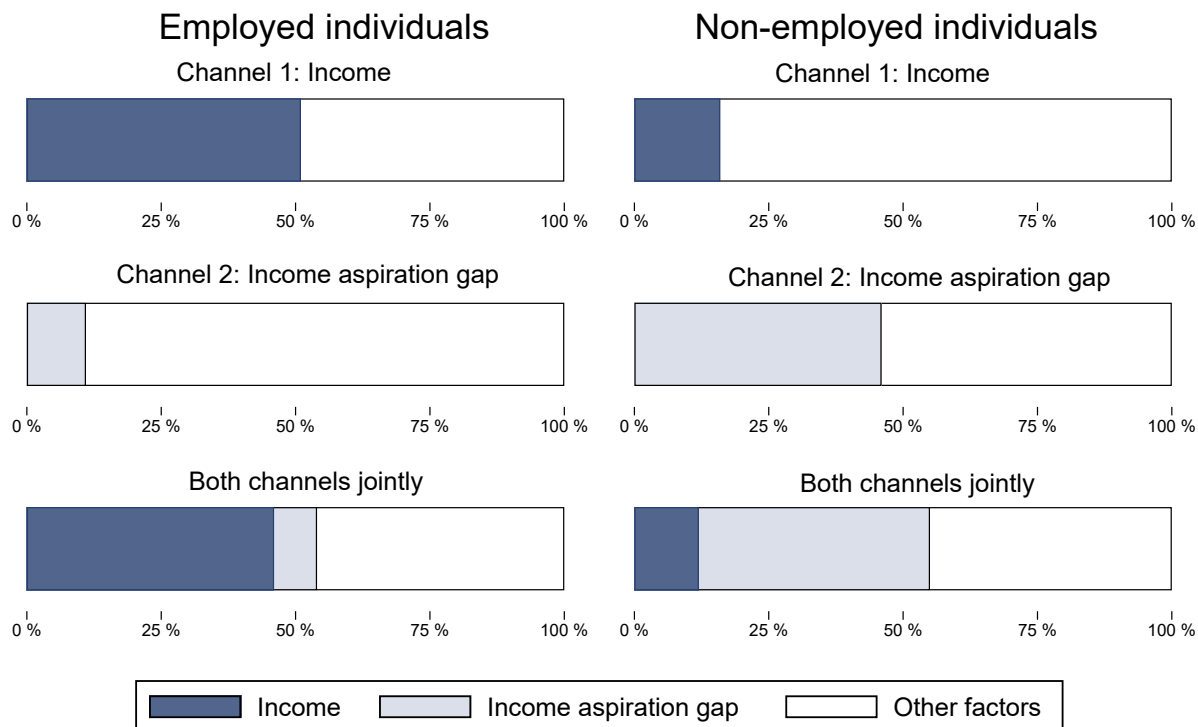 Employed individuals
Channel 1: Income
0 % 25 % 50 % 75 % 100 %
Channel 2: Income aspiration gap
0 % 25 % 50 % 75 % 100 %
Both channels jointly
0 % 25 % 50 % 75 % 100 %
Non-employed individuals
Channel 1: Income
0 % 25 % 50 % 75 % 100 %
Channel 2: Income aspiration gap
0 % 25 % 50 % 75 % 100 %
Both channels jointly
0 % 25 % 50 % 75 % 100 %
Income Income aspiration gap Other factors